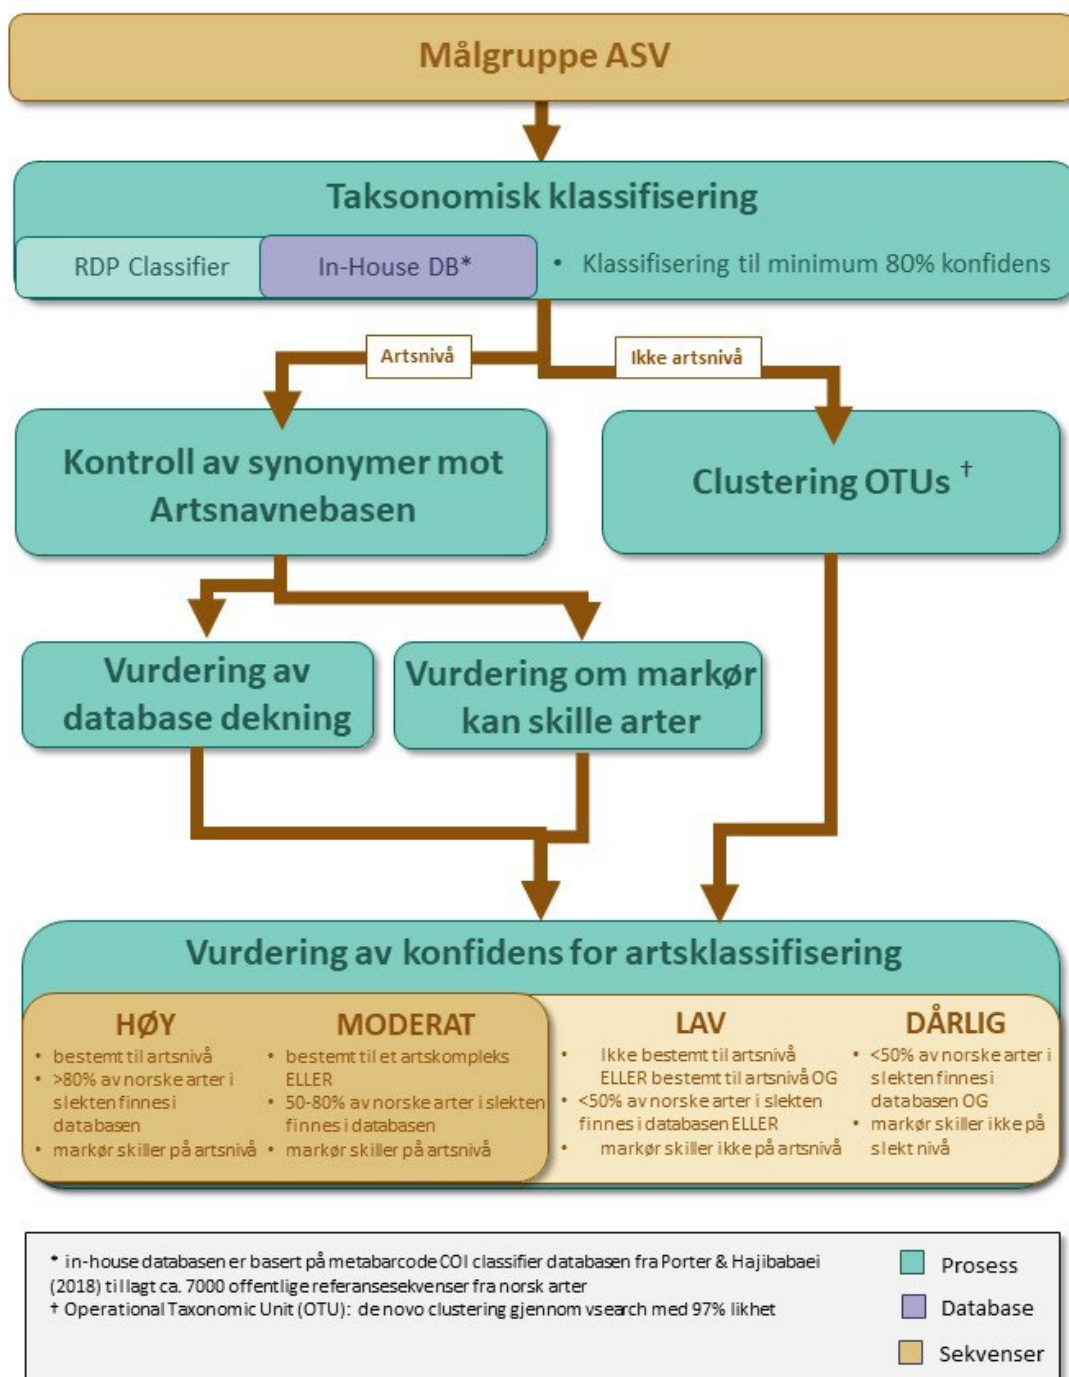 Målgruppe ASV
Taksonomisk klassifisering
RDP Classifier
In-House DB*
• Klassifisering til minimum 80% konfidens
Artsnivå
Ikke artsnivå
Kontroll av synonymer mot
Artsnavnebasen
Clustering OTUs †
Vurdering av
database dekning
Vurdering om markør
kan skille arter
Vurdering av konfidens for artsklassifisering
HØY
• bestemt til artsnivå
• >80% av norske arter i
slekten finnes i
databasen
• markør skiller på artsnivå
MODERAT
• bestemt til et artskompleks
ELLER
• 50-80% av norske arter i slekten
finnes i databasen
• markør skiller på artsnivå
LAV
• Ikke bestemt til artsnivå
ELLER bestemt til artsnivå OG
• <50% av norske arter i slekten
finnes i databasen ELLER
• markør skiller ikke på artsnivå
DÅRLIG
• <50% av norske arter i
slekten finnes i
databasen OG
• markør skiller ikke på
slekt nivå
* in-house databasen er basert på metabarcode COI classifier databasen fra Porter & Hajibabaei
(2018) tillagt ca. 7000 offentlige referansesekvenser fra norsk arter
† Operational Taxonomic Unit (OTU): de novo clustering gjennom vsearch med 97% likhet
Prosess
Database
Sekvenser